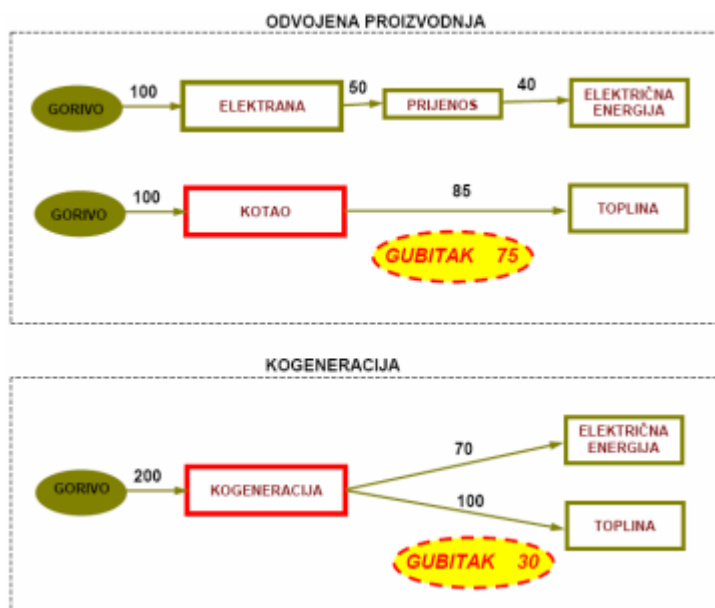 ODVOJENA PROIZVODNJA
GORIVO
100
ELEKTRANA
50
PRIJENOS
40
ELEKTRIČNA
ENERGIJA
GORIVO
100
KOTAO
85
TOPLINA
GUBITAK 75
KOGENERACIJA
GORIVO
200
KOGENERACIJA
70
ELEKTRIČNA
ENERGIJA
100
TOPLINA
GUBITAK 30